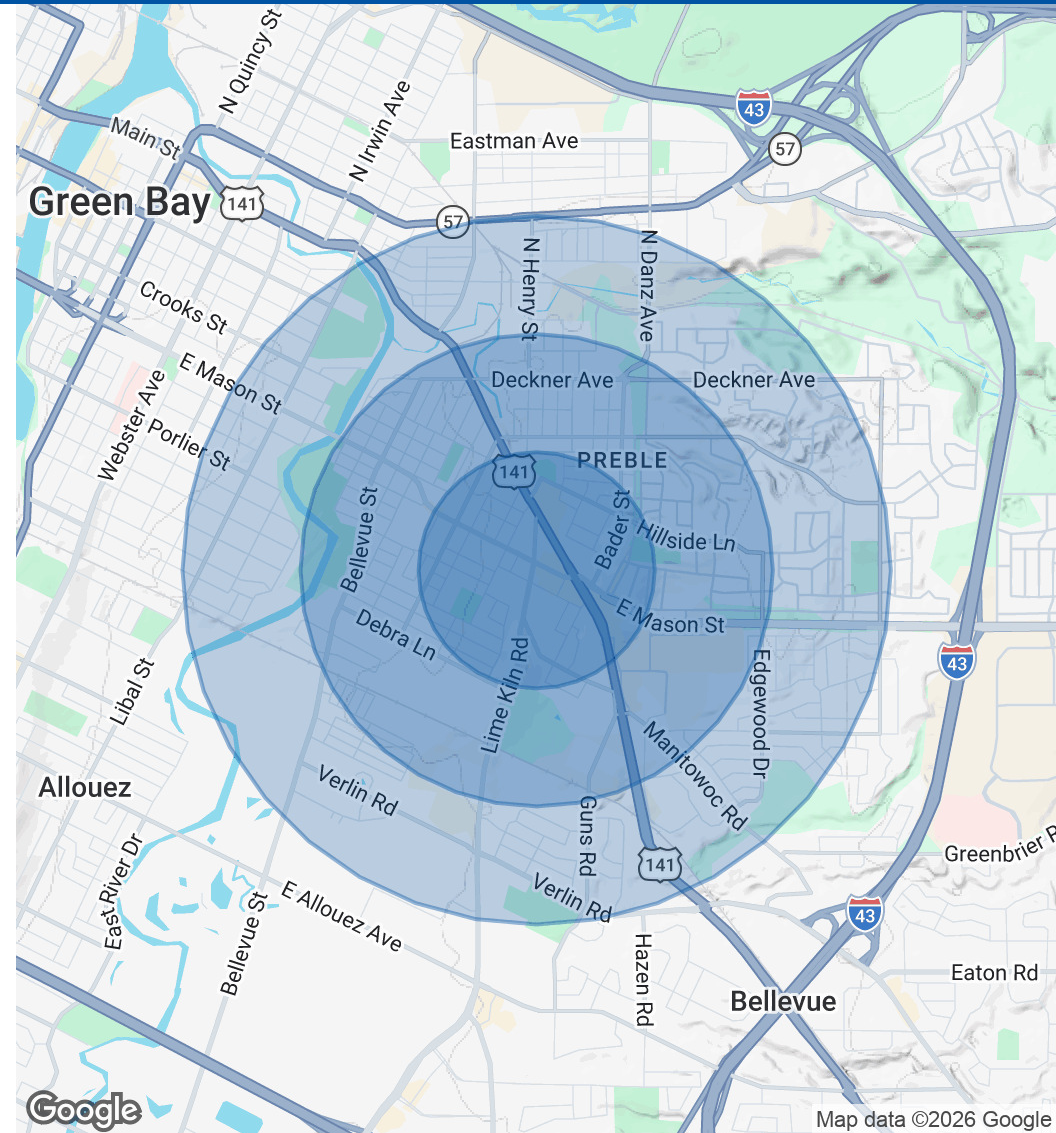 N Quincy St
43
Main St
N Irwin Ave
Eastman Ave
57
Green Bay
141
57
N Henry St
N Danz Ave
Crooks St
E Mason St
Deckner Ave
Deckner Ave
Webster Ave
Porlier St
PREBLE
141
Bellevue St
Bader St
Hillside Ln
E Mason St
Debra Ln
Lime Kiln Rd
43
Edgewood Dr
Libal St
Manitowoc Rd
Allouez
Verlin Rd
Guns Rd
141
Greenbrier R
East River Dr
E Allouez Ave
Verlin Rd
43
Bellevue St
Hazen Rd
Eaton Rd
Bellevue
Google
Map data ©2026 Google